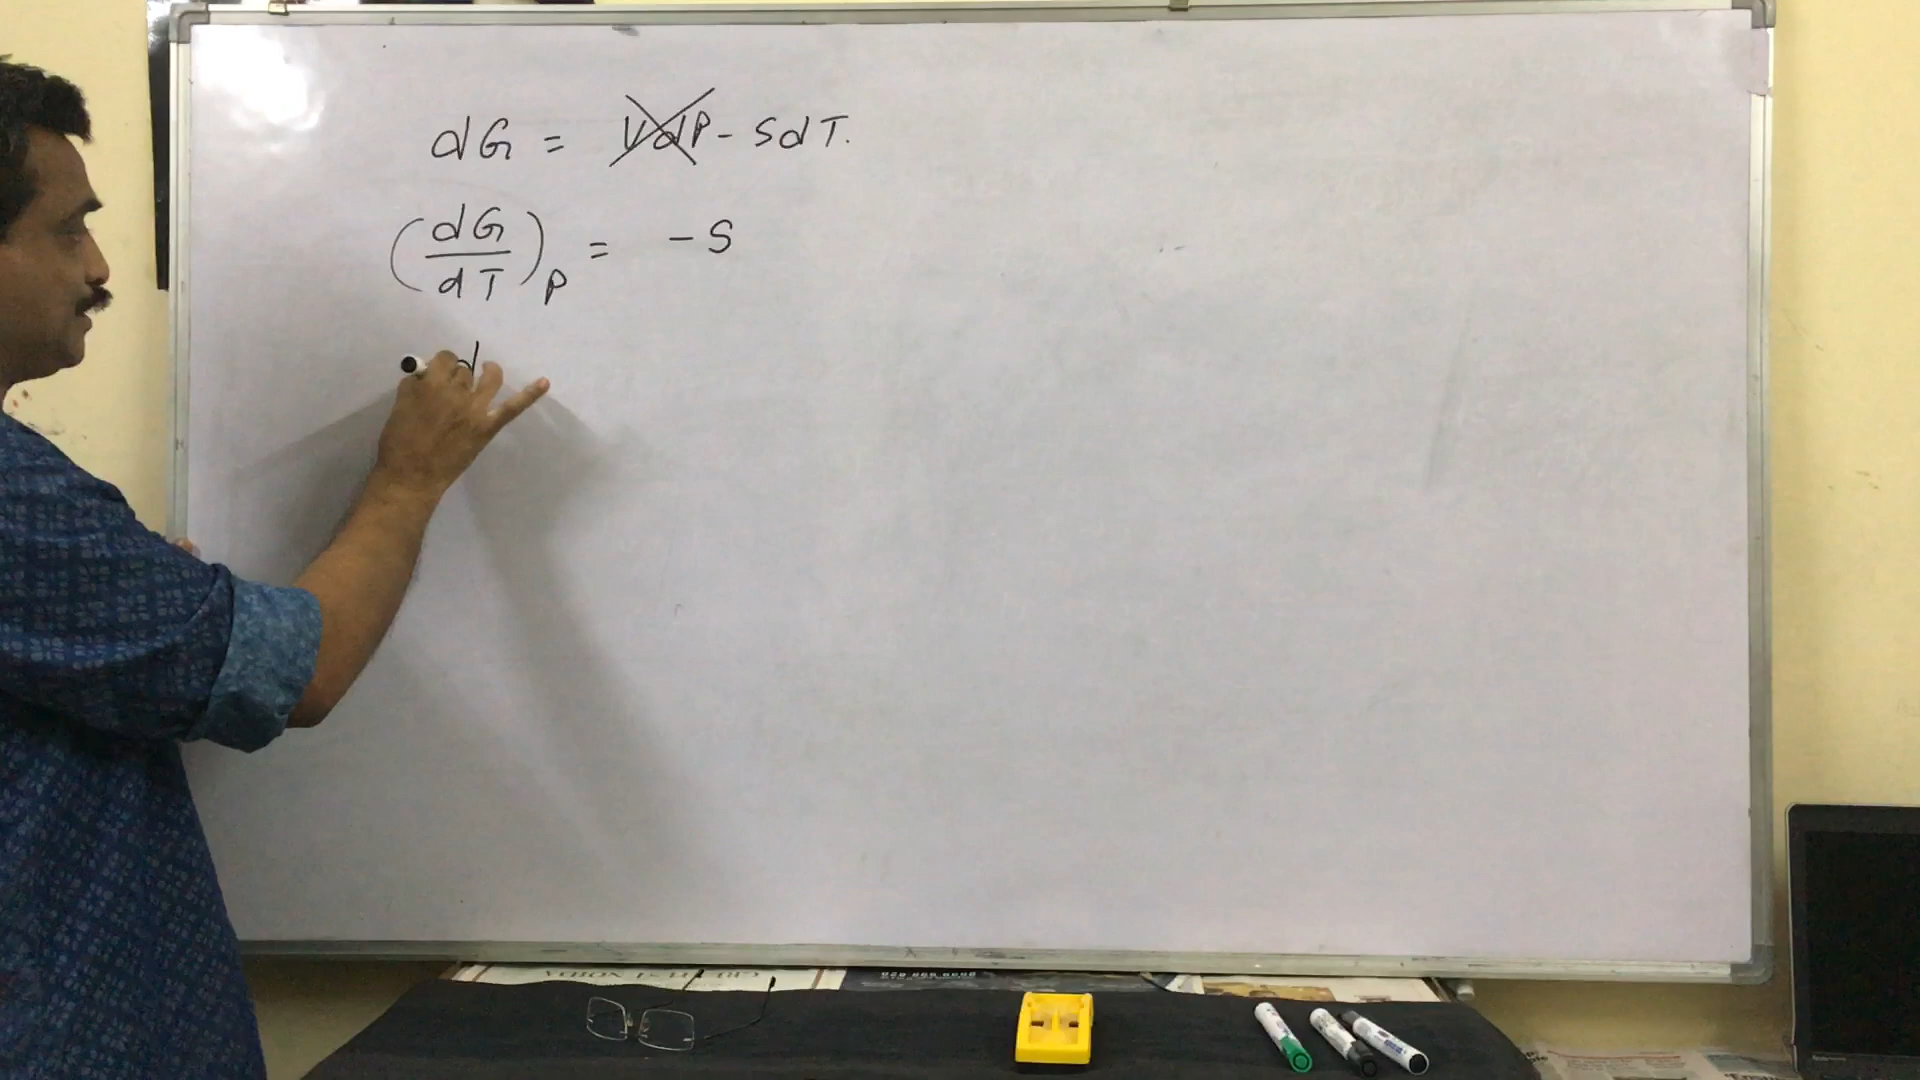 dG = VdP - SdT.
(dG/dT)P = - S
d